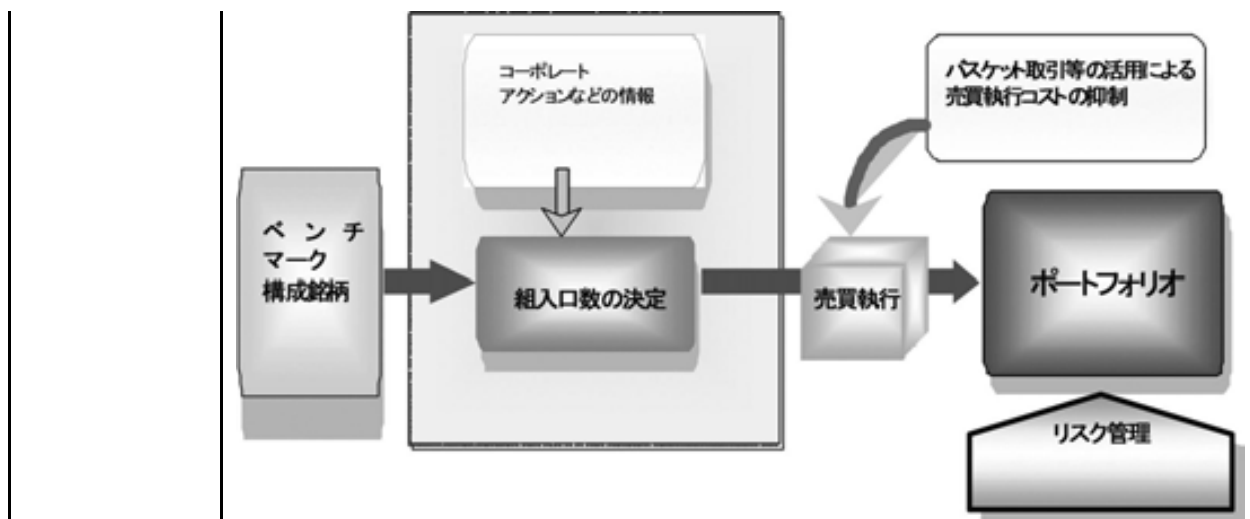 コーポレート
アクションなどの情報
バスケット取引等の活用による
売買執行コストの抑制
ベンチ
マーク
構成銘柄
組入口数の決定
売買執行
ポートフォリオ
リスク管理